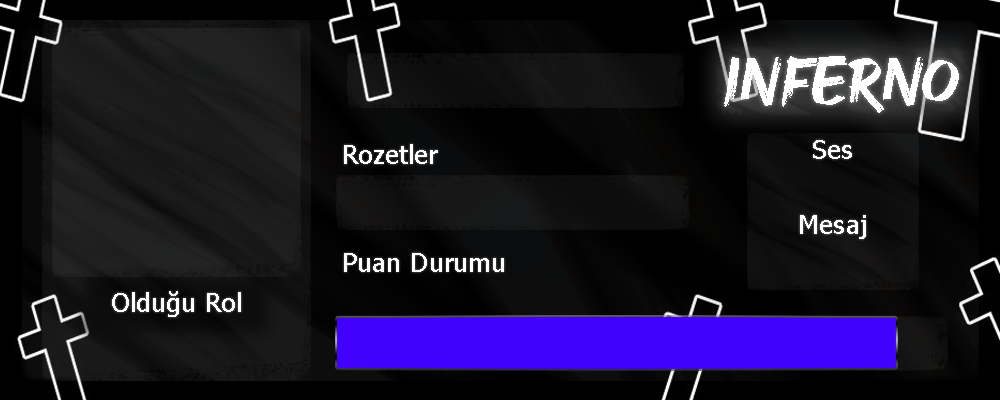 INFERNO
Rozetler
Ses
Mesaj
Puan Durumu
Olduğu Rol